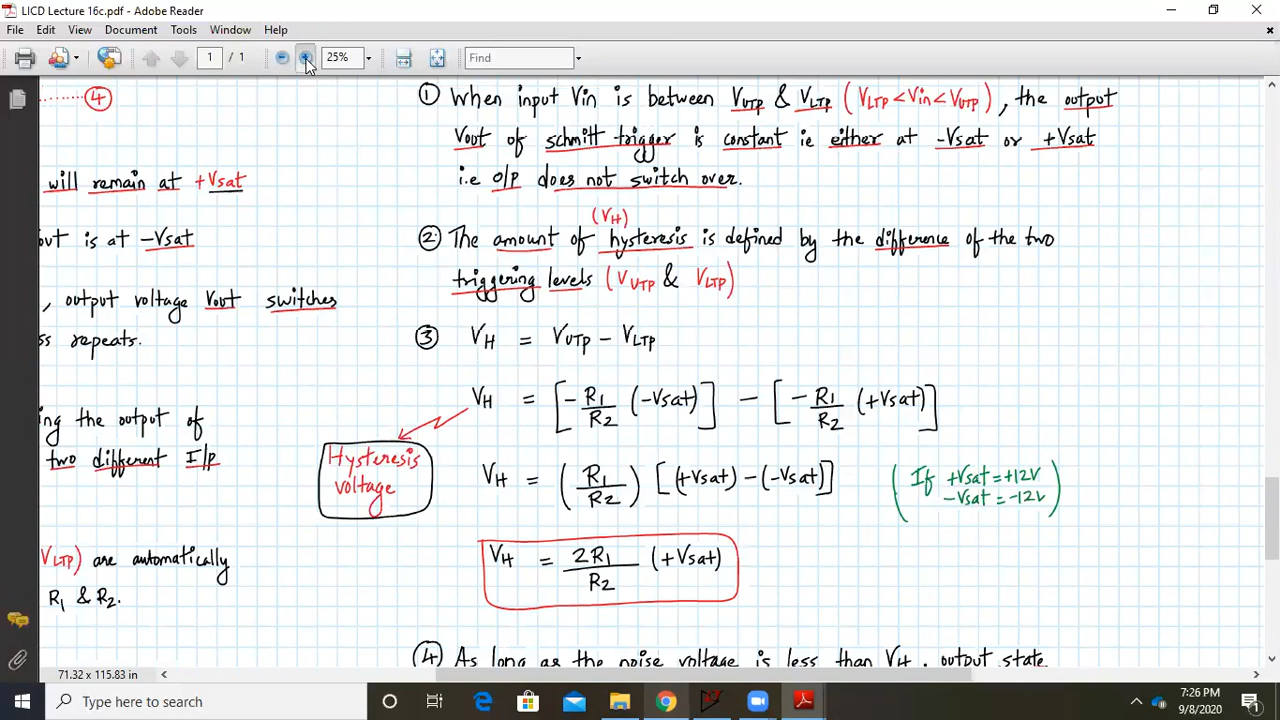 LICD Lecture 16c.pdf - Adobe Reader
File Edit View Document Tools Window Help
1 / 1 25% Find
④
will remain at +Vsat
out is at -Vsat
, output voltage Vout switches
ss repeats.
ing the output of
two different I/p
VLTP) are automatically
R1 & R2.
① When input Vin is between VUTP & VLTP (VLTP < Vin < VUTP), the output
Vout of schmitt trigger is constant ie either at -Vsat or +Vsat
i.e o/p does not switch over.
(VH)
② The amount of hysteresis is defined by the difference of the two
triggering levels (VUTP & VLTP)
③ VH = VUTP - VLTP
VH = [-R1/R2 (-Vsat)] - [-R1/R2 (+Vsat)]
Hysteresis
voltage
VH = (R1/R2) [(+Vsat) - (-Vsat)]
(If +Vsat = +12V
-Vsat = -12V)
VH = 2R1/R2 (+Vsat)
④ As long as the noise voltage is less than VH, output state
71.32 x 115.83 in
Type here to search
7:26 PM
9/8/2020